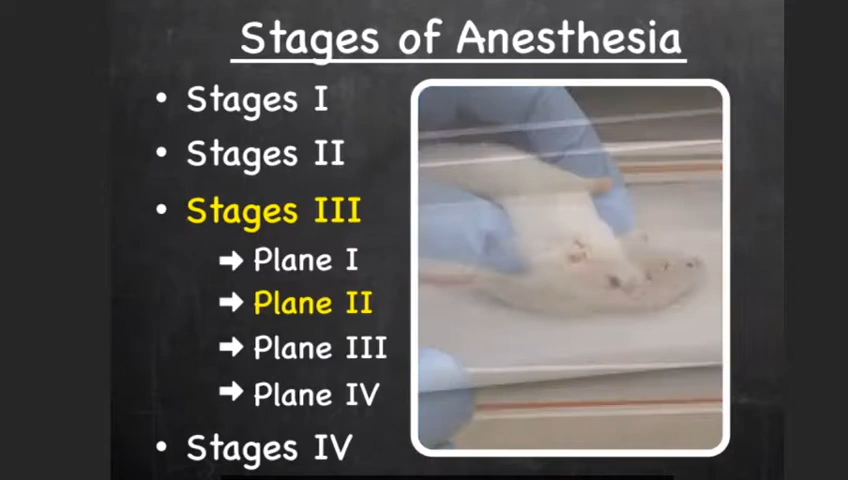 Stages of Anesthesia
• Stages I
• Stages II
• Stages III
➡ Plane I
➡ Plane II
➡ Plane III
➡ Plane IV
• Stages IV